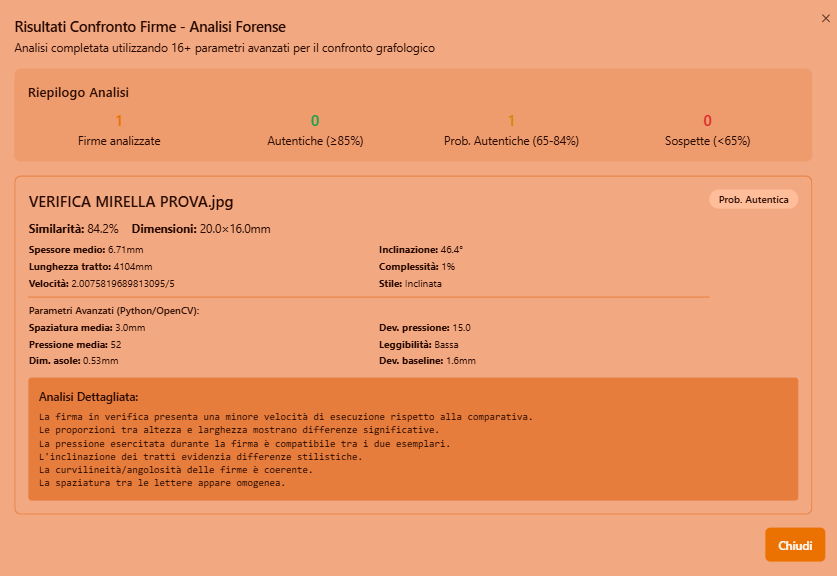 Risultati Confronto Firme - Analisi Forense
Analisi completata utilizzando 16+ parametri avanzati per il confronto grafologico
Riepilogo Analisi
1 0 1 0
Firme analizzate Autentiche (≥85%) Prob. Autentiche (65-84%) Sospette (<65%)
VERIFICA MIRELLA PROVA.jpg Prob. Autentica
Similarità: 84.2% Dimensioni: 20.0×16.0mm
Spessore medio: 6.71mm Inclinazione: 46.4°
Lunghezza tratto: 4104mm Complessità: 1%
Velocità: 2.0075819689813095/5 Stile: Inclinata
Parametri Avanzati (Python/OpenCV):
Spaziatura media: 3.0mm Dev. pressione: 15.0
Pressione media: 52 Leggibilità: Bassa
Dim. asole: 0.53mm Dev. baseline: 1.6mm
Analisi Dettagliata:
La firma in verifica presenta una minore velocità di esecuzione rispetto alla comparativa.
Le proporzioni tra altezza e larghezza mostrano differenze significative.
La pressione esercitata durante la firma è compatibile tra i due esemplari.
L'inclinazione dei tratti evidenzia differenze stilistiche.
La curvilineità/angolosità delle firme è coerente.
La spaziatura tra le lettere appare omogenea.
Chiudi